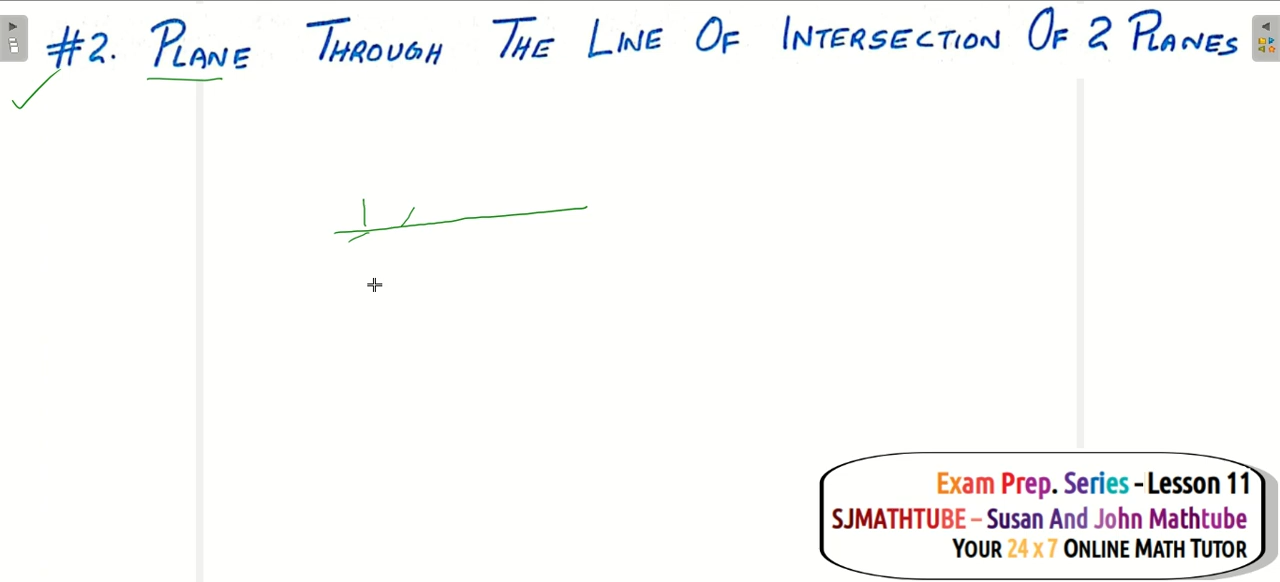 #2. PLANE THROUGH THE LINE OF INTERSECTION OF 2 PLANES
Exam Prep. Series - Lesson 11
SJMATHTUBE – Susan And John Mathtube
YOUR 24 x 7 ONLINE MATH TUTOR